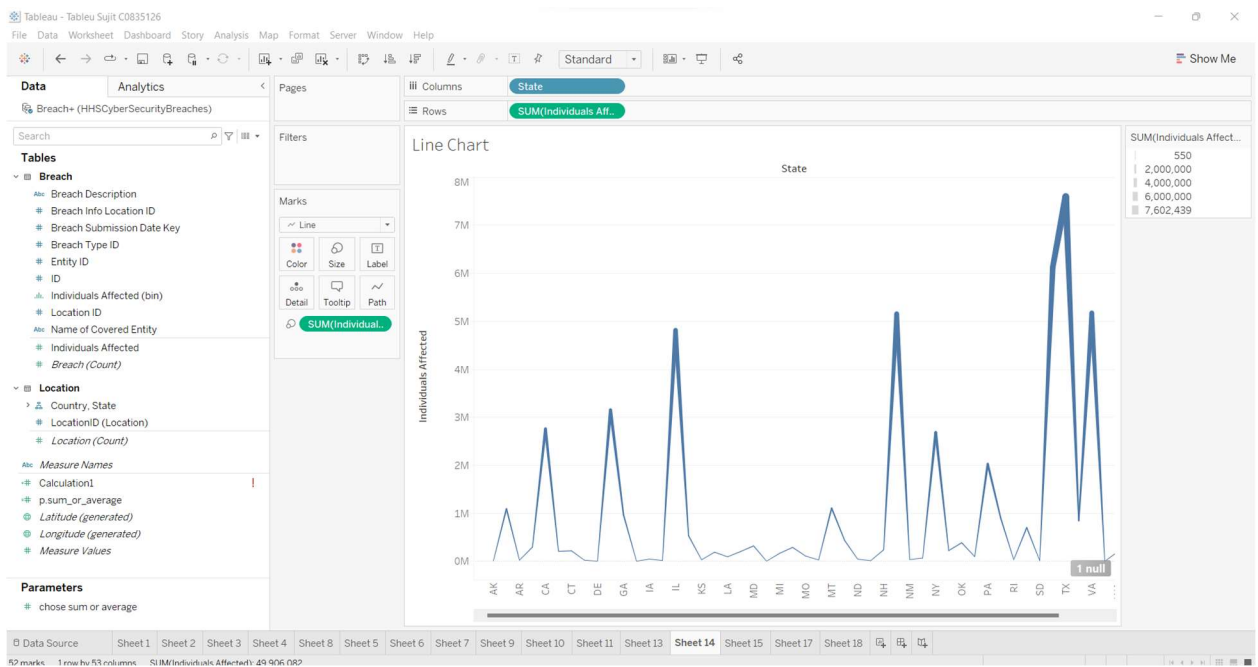 Tableau - Tableu Sujit C0835126
File Data Worksheet Dashboard Story Analysis Map Format Server Window Help
Standard
Show Me
Data Analytics
Breach+ (HHSCyberSecurityBreaches)
Search
Tables
Breach
Abc Breach Description
# Breach Info Location ID
# Breach Submission Date Key
# Breach Type ID
# Entity ID
# ID
Individuals Affected (bin)
# Location ID
Abc Name of Covered Entity
# Individuals Affected
# Breach (Count)
Location
Country, State
# LocationID (Location)
# Location (Count)
Abc Measure Names
=# Calculation1 !
=# p.sum_or_average
Latitude (generated)
Longitude (generated)
# Measure Values
Parameters
# chose sum or average
Pages
Filters
Marks
Line
Color Size Label
Detail Tooltip Path
SUM(Individual..
Columns State
Rows SUM(Individuals Aff..
Line Chart
State
Individuals Affected
8M
7M
6M
5M
4M
3M
2M
1M
0M
AK AR CA CT DE GA IA IL KS LA MD MI MO MT ND NH NM NY OK PA RI SD TX VA
1 null
SUM(Individuals Affect...
550
2,000,000
4,000,000
6,000,000
7,602,439
Data Source Sheet 1 Sheet 2 Sheet 3 Sheet 4 Sheet 8 Sheet 5 Sheet 6 Sheet 7 Sheet 9 Sheet 10 Sheet 11 Sheet 13 Sheet 14 Sheet 15 Sheet 17 Sheet 18
52 marks 1 row by 53 columns SUM(Individuals Affected): 49,906,082